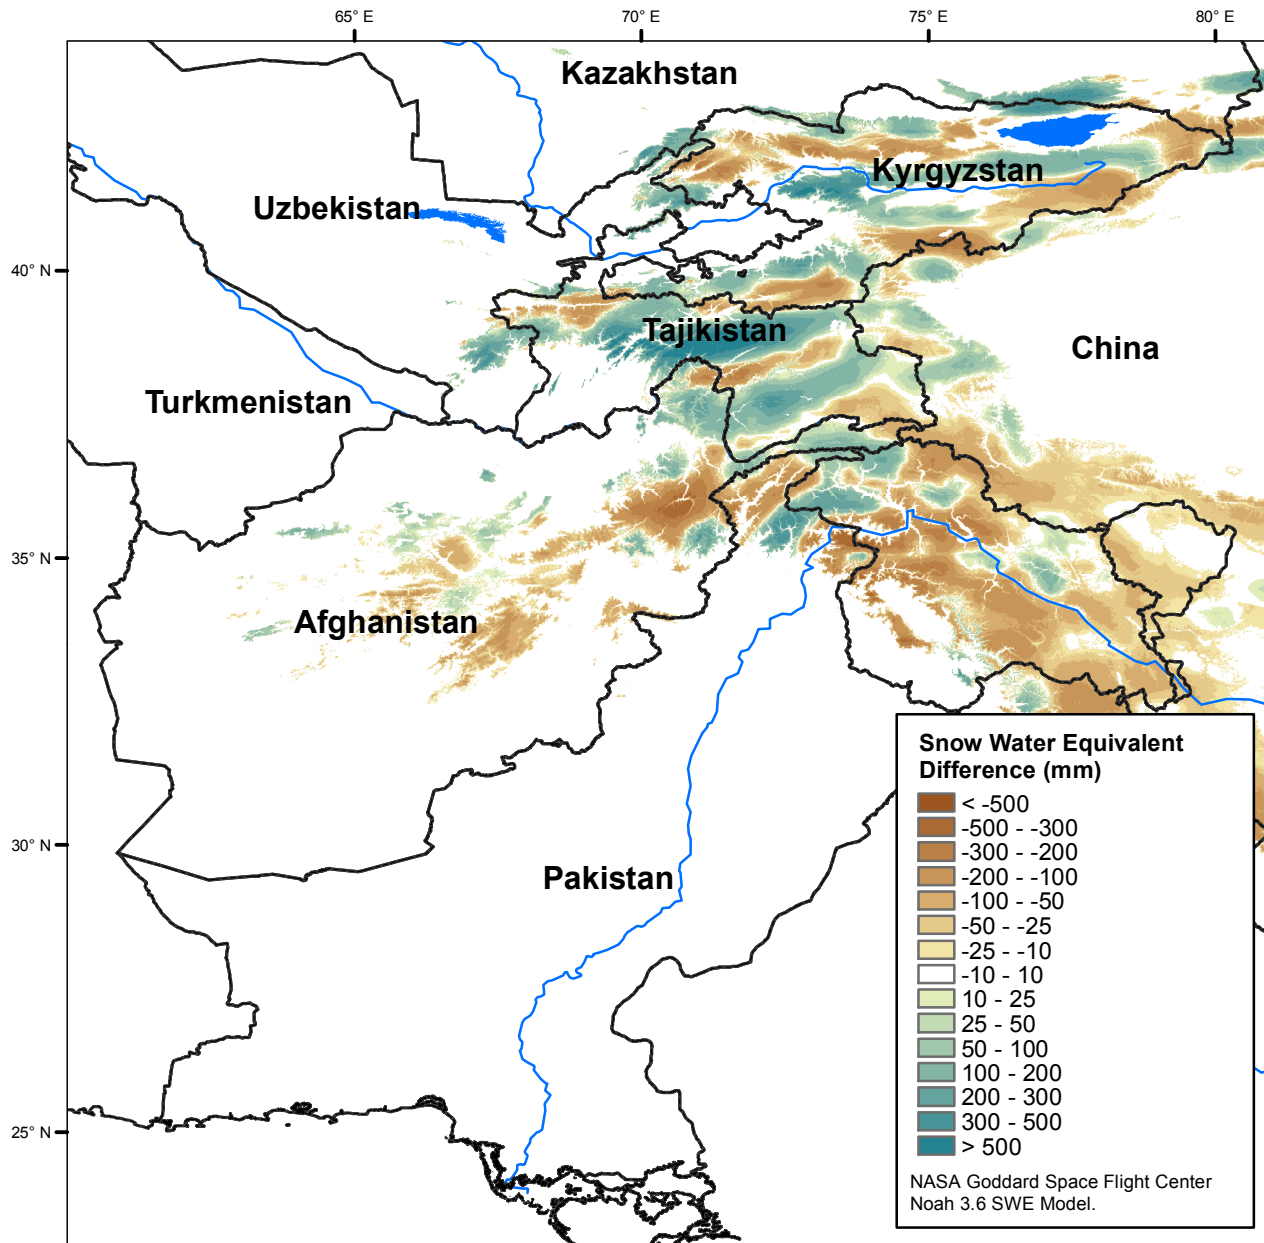 65° E
70° E
75° E
80° E
Kazakhstan
Kyrgyzstan
Uzbekistan
40° N
Tajikistan
China
Turkmenistan
35° N
Afghanistan
Snow Water Equivalent
Difference (mm)
< -500
-500 - -300
-300 - -200
-200 - -100
-100 - -50
-50 - -25
-25 - -10
-10 - 10
10 - 25
25 - 50
50 - 100
100 - 200
200 - 300
300 - 500
> 500
NASA Goddard Space Flight Center
Noah 3.6 SWE Model.
30° N
Pakistan
25° N